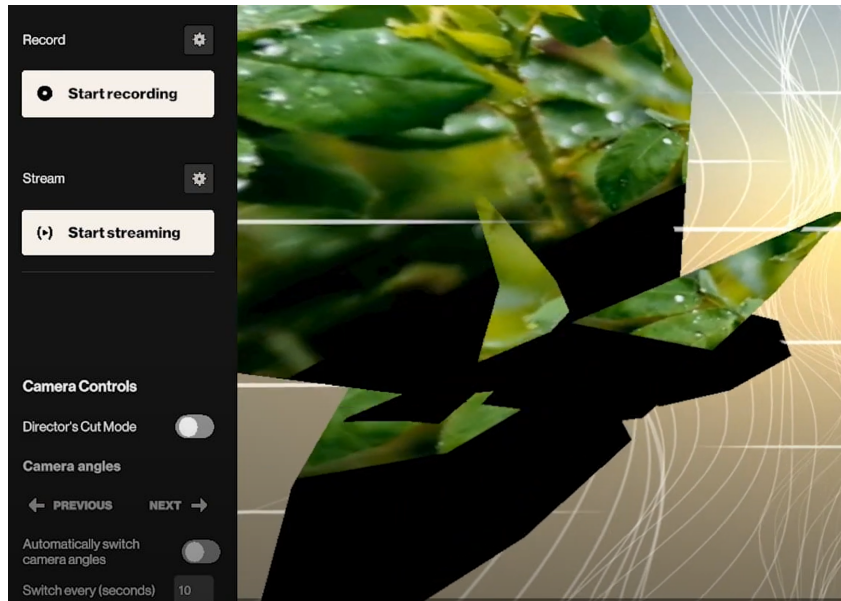 Record
Start recording
Stream
Start streaming
Camera Controls
Director's Cut Mode
Camera angles
PREVIOUS NEXT
Automatically switch
camera angles
Switch every (seconds) 10